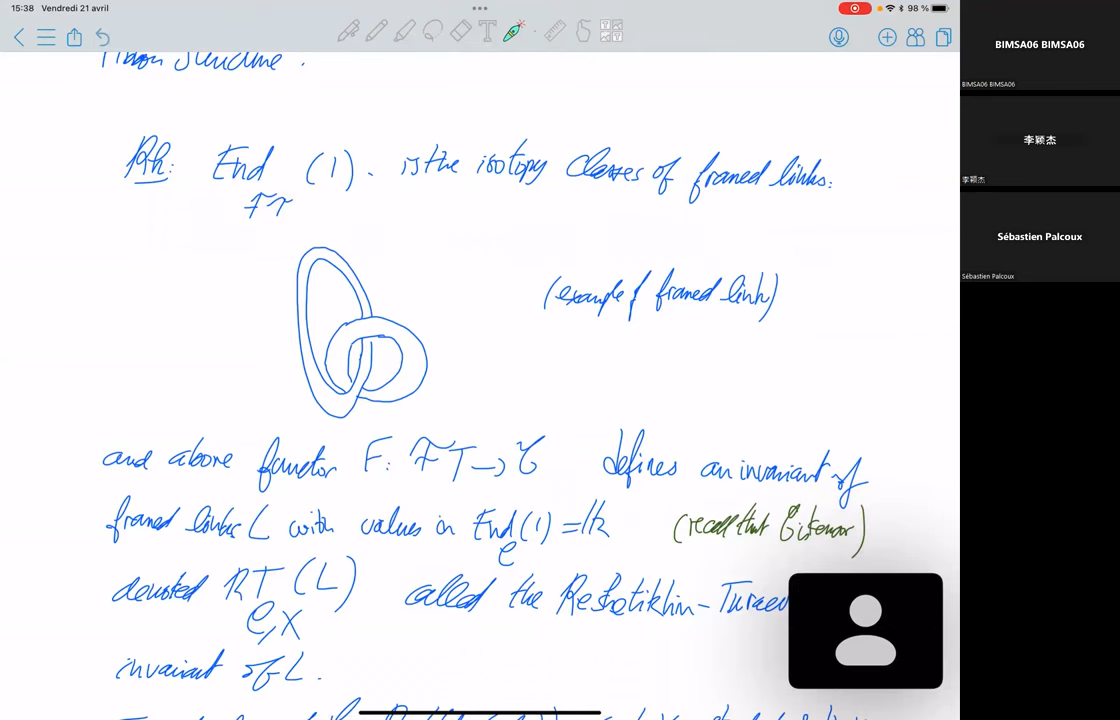 15:38 Vendredi 21 avril
98 %
BIMSA06 BIMSA06
BIMSA06 BIMSA06
李颖杰
李颖杰
Sébastien Palcoux
Sébastien Palcoux
Rk: End (1). is the isotopy classes of framed links:
FT
(example of framed link)
and above functor F: FT → C defines an invariant of
framed links L with values in End (1) = lk (recall that C is tensor)
C
denoted RT (L) called the Reshetikhin-Turaev
C, X
invariant of L.